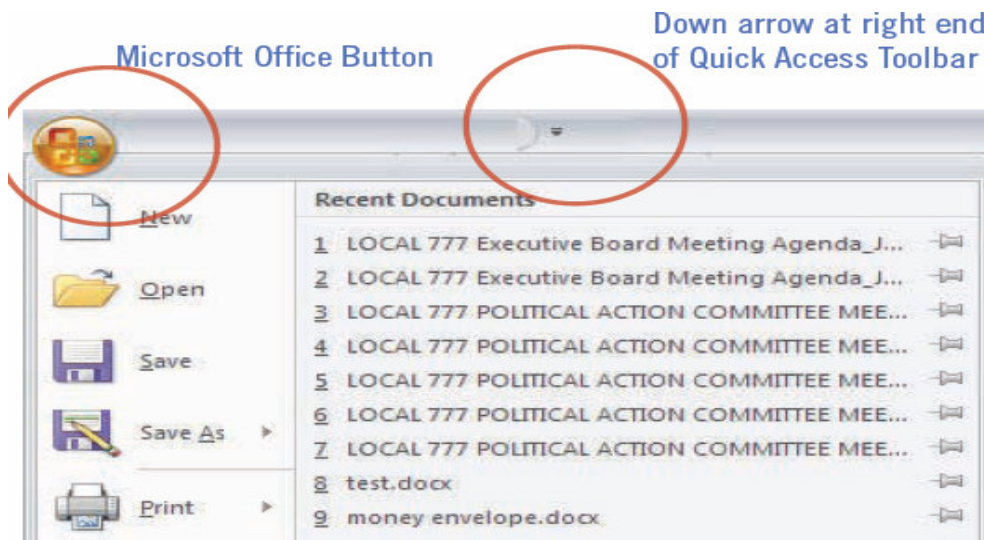 Down arrow at right end
of Quick Access Toolbar
Microsoft Office Button
New
Open
Save
Save As
Print
Recent Documents
1 LOCAL 777 Executive Board Meeting Agenda_J...
2 LOCAL 777 Executive Board Meeting Agenda_J...
3 LOCAL 777 POLITICAL ACTION COMMITTEE MEE...
4 LOCAL 777 POLITICAL ACTION COMMITTEE MEE...
5 LOCAL 777 POLITICAL ACTION COMMITTEE MEE...
6 LOCAL 777 POLITICAL ACTION COMMITTEE MEE...
7 LOCAL 777 POLITICAL ACTION COMMITTEE MEE...
8 test.docx
9 money envelope.docx